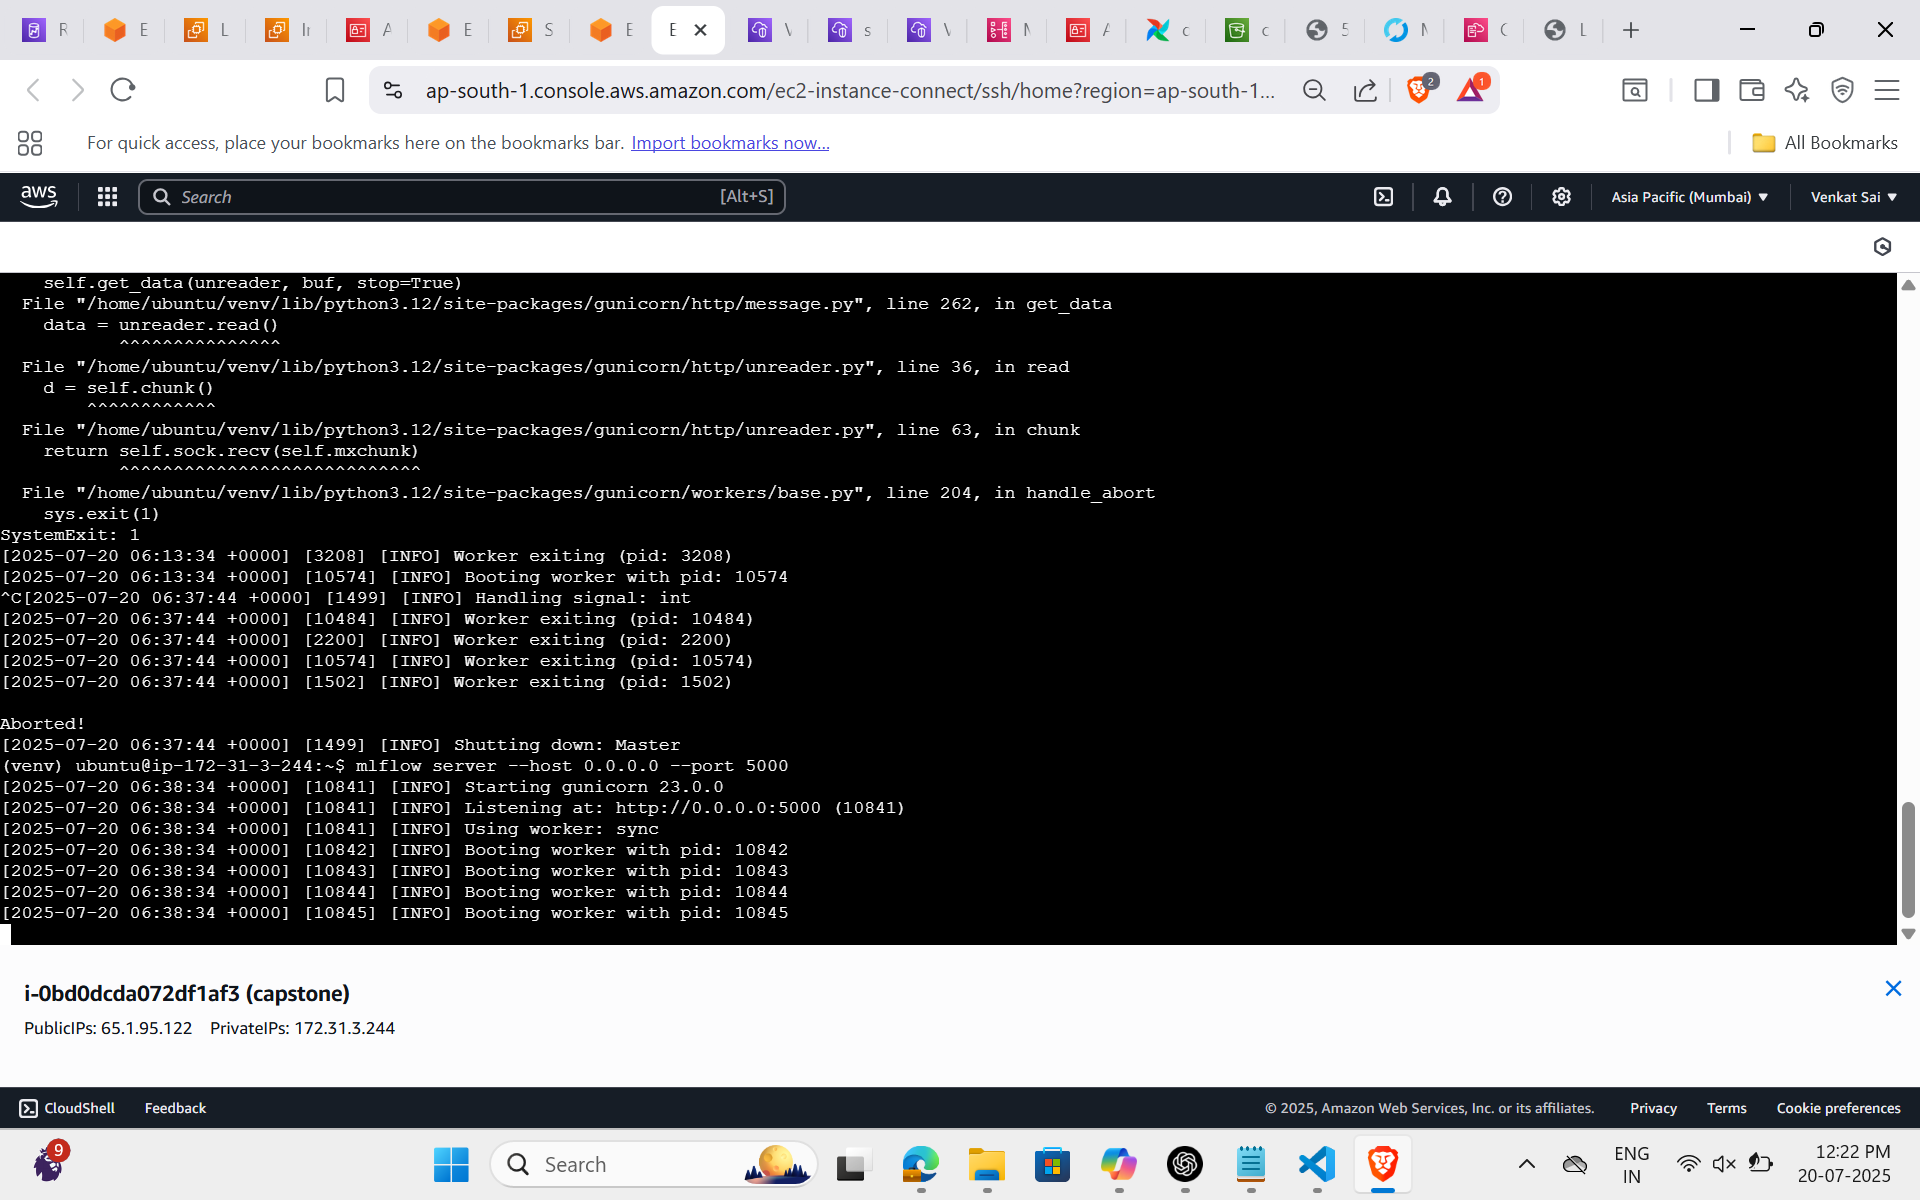 R E L In A E S E E V s V M A c c 5 M C L
ap-south-1.console.aws.amazon.com/ec2-instance-connect/ssh/home?region=ap-south-1... 2 1
For quick access, place your bookmarks here on the bookmarks bar. Import bookmarks now... All Bookmarks
aws Search [Alt+S] Asia Pacific (Mumbai) Venkat Sai
self.get_data(unreader, buf, stop=True)
File "/home/ubuntu/venv/lib/python3.12/site-packages/gunicorn/http/message.py", line 262, in get_data
data = unreader.read()
^^^^^^^^^^^^^^^
File "/home/ubuntu/venv/lib/python3.12/site-packages/gunicorn/http/unreader.py", line 36, in read
d = self.chunk()
^^^^^^^^^^^^
File "/home/ubuntu/venv/lib/python3.12/site-packages/gunicorn/http/unreader.py", line 63, in chunk
return self.sock.recv(self.mxchunk)
^^^^^^^^^^^^^^^^^^^^^^^^^^^^
File "/home/ubuntu/venv/lib/python3.12/site-packages/gunicorn/workers/base.py", line 204, in handle_abort
sys.exit(1)
SystemExit: 1
[2025-07-20 06:13:34 +0000] [3208] [INFO] Worker exiting (pid: 3208)
[2025-07-20 06:13:34 +0000] [10574] [INFO] Booting worker with pid: 10574
^C[2025-07-20 06:37:44 +0000] [1499] [INFO] Handling signal: int
[2025-07-20 06:37:44 +0000] [10484] [INFO] Worker exiting (pid: 10484)
[2025-07-20 06:37:44 +0000] [2200] [INFO] Worker exiting (pid: 2200)
[2025-07-20 06:37:44 +0000] [10574] [INFO] Worker exiting (pid: 10574)
[2025-07-20 06:37:44 +0000] [1502] [INFO] Worker exiting (pid: 1502)
Aborted!
[2025-07-20 06:37:44 +0000] [1499] [INFO] Shutting down: Master
(venv) ubuntu@ip-172-31-3-244:~$ mlflow server --host 0.0.0.0 --port 5000
[2025-07-20 06:38:34 +0000] [10841] [INFO] Starting gunicorn 23.0.0
[2025-07-20 06:38:34 +0000] [10841] [INFO] Listening at: http://0.0.0.0:5000 (10841)
[2025-07-20 06:38:34 +0000] [10841] [INFO] Using worker: sync
[2025-07-20 06:38:34 +0000] [10842] [INFO] Booting worker with pid: 10842
[2025-07-20 06:38:34 +0000] [10843] [INFO] Booting worker with pid: 10843
[2025-07-20 06:38:34 +0000] [10844] [INFO] Booting worker with pid: 10844
[2025-07-20 06:38:34 +0000] [10845] [INFO] Booting worker with pid: 10845
i-0bd0dcda072df1af3 (capstone)
PublicIPs: 65.1.95.122 PrivateIPs: 172.31.3.244
CloudShell Feedback © 2025, Amazon Web Services, Inc. or its affiliates. Privacy Terms Cookie preferences
9 Search ENG IN 12:22 PM
20-07-2025